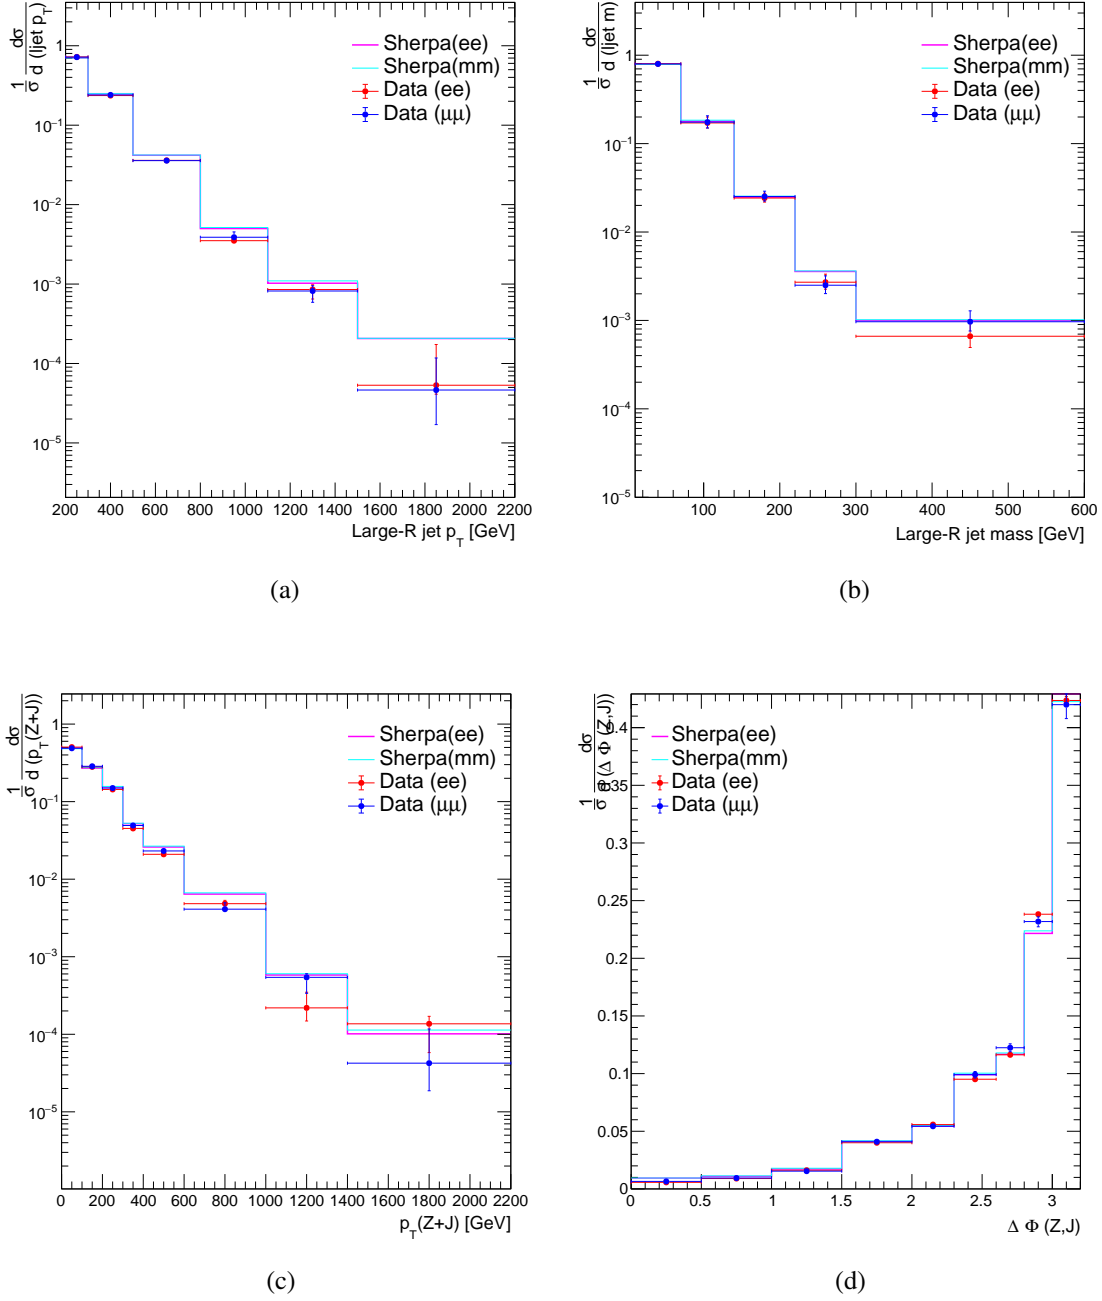 1/σ dσ/d (ljet p_T)
1
10⁻¹
10⁻²
10⁻³
10⁻⁴
10⁻⁵
Sherpa(ee)
Sherpa(mm)
Data (ee)
Data (μμ)
200 400 600 800 1000 1200 1400 1600 1800 2000 2200
Large-R jet p_T [GeV]
(a)
1/σ dσ/d (ljet m)
1
10⁻¹
10⁻²
10⁻³
10⁻⁴
10⁻⁵
Sherpa(ee)
Sherpa(mm)
Data (ee)
Data (μμ)
100 200 300 400 500 600
Large-R jet mass [GeV]
(b)
1/σ dσ/d (p_T(Z+J))
1
10⁻¹
10⁻²
10⁻³
10⁻⁴
10⁻⁵
Sherpa(ee)
Sherpa(mm)
Data (ee)
Data (μμ)
0 200 400 600 800 1000 1200 1400 1600 1800 2000 2200
p_T(Z+J) [GeV]
(c)
1/σ dσ/d (Δ Φ (Z,J))
0.4
0.35
0.3
0.25
0.2
0.15
0.1
0.05
0
Sherpa(ee)
Sherpa(mm)
Data (ee)
Data (μμ)
0 0.5 1 1.5 2 2.5 3
Δ Φ (Z,J)
(d)